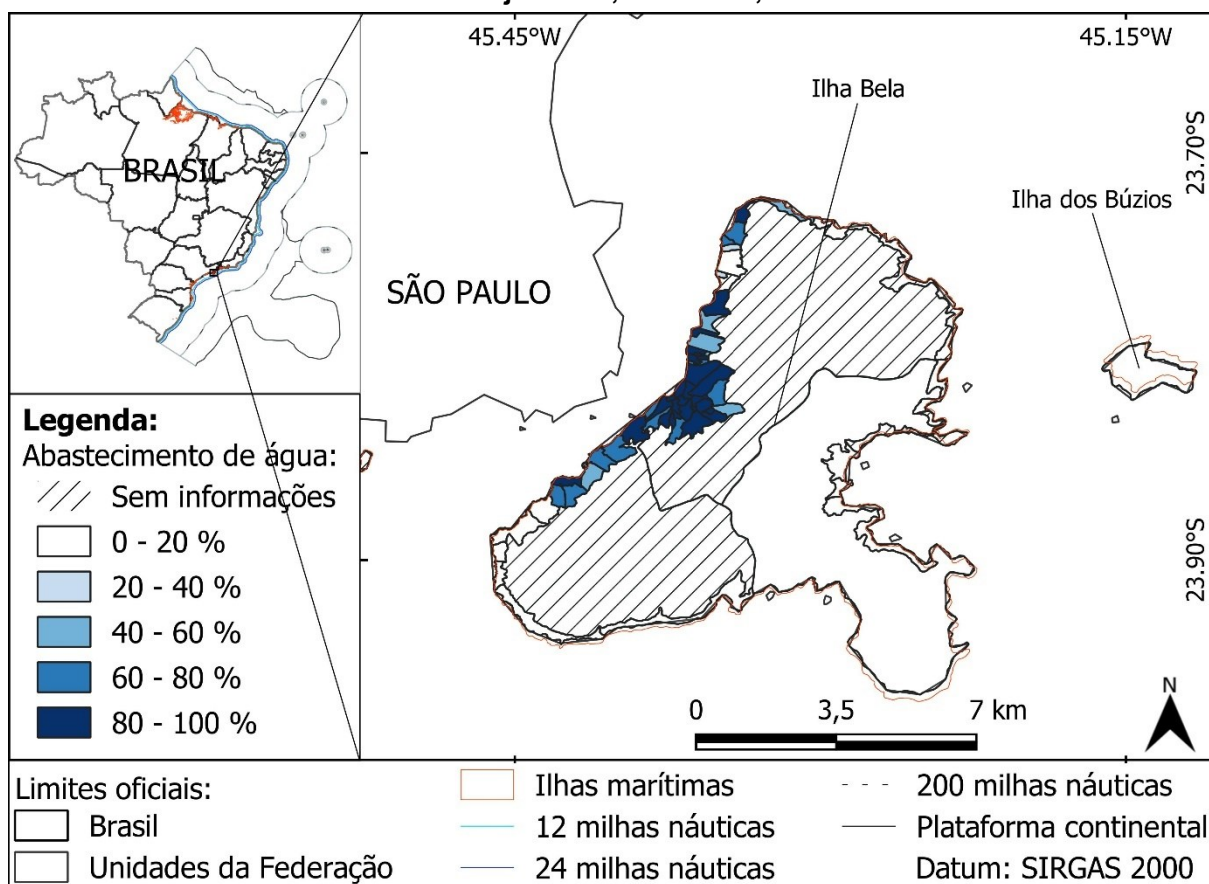 45.45°W
45.15°W
Ilha Bela
23.70°S
BRASIL
Ilha dos Búzios
SÃO PAULO
Legenda:
Abastecimento de água:
Sem informações
0 - 20 %
20 - 40 %
40 - 60 %
60 - 80 %
80 - 100 %
23.90°S
N
0 3,5 7 km
Limites oficiais:
Brasil
Unidades da Federação
Ilhas marítimas
12 milhas náuticas
24 milhas náuticas
200 milhas náuticas
Plataforma continental
Datum: SIRGAS 2000